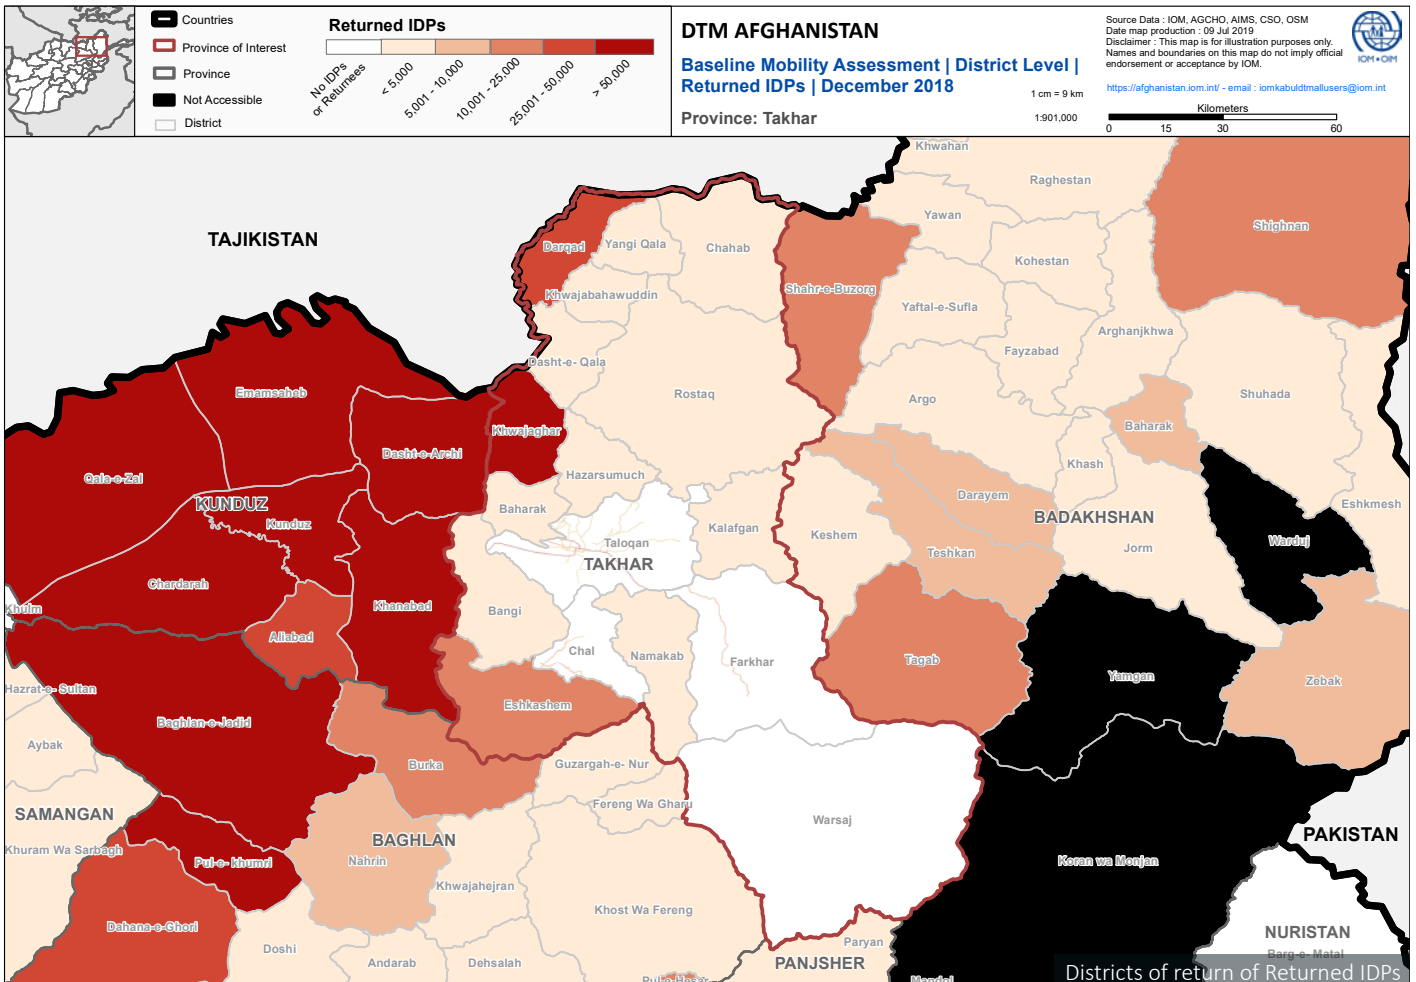 Countries
Province of Interest
Province
Not Accessible
District
Returned IDPs
No IDPs
or Returnees
< 5,000
5,001 - 10,000
10,001 - 25,000
25,001 - 50,000
> 50,000
DTM AFGHANISTAN
Baseline Mobility Assessment | District Level |
Returned IDPs | December 2018
Province: Takhar
1 cm = 9 km
1:901,000
Source Data : IOM, AGCHO, AIMS, CSO, OSM
Date map production : 09 Jul 2019
Disclaimer : This map is for illustration purposes only.
Names and boundaries on this map do not imply official
endorsement or acceptance by IOM.
https://afghanistan.iom.int/ - email : iomkabuldtmallusers@iom.int
IOM•OIM
Kilometers
0 15 30 60
Khwahan
Raghestan
Yawan
Shighnan
TAJIKISTAN
Darqad
Yangi Qala
Chahab
Kohestan
Shahr-e-Buzorg
Khwajabahawuddin
Yaftal-e-Sufla
Arghanjkhwa
Fayzabad
Dasht-e- Qala
Emamsaheb
Rostaq
Argo
Shuhada
Khwajaghar
Baharak
Dasht-e-Archi
Qala-e-Zal
Hazarsumuch
Khash
Darayem
KUNDUZ
Kunduz
Baharak
Kalafgan
Keshem
BADAKHSHAN
Eshkmesh
Taloqan
TAKHAR
Teshkan
Jorm
Warduj
Chardarah
Khulm
Khanabad
Bangi
Aliabad
Chal
Namakab
Farkhar
Tagab
Yamgan
Zebak
Hazrat-e- Sultan
Eshkashem
Baghlan-e-Jadid
Aybak
Burka
Guzargah-e- Nur
Fereng Wa Gharu
SAMANGAN
Warsaj
PAKISTAN
BAGHLAN
Khuram Wa Sarbagh
Pul-e- khumri
Nahrin
Koran wa Monjan
Khwajahejran
Khost Wa Fereng
Dahana-e-Ghori
NURISTAN
Doshi
Paryan
Barg-e- Matal
Andarab
Dehsalah
PANJSHER
Districts of return of Returned IDPs
Pul-e-Hesar
Mandol